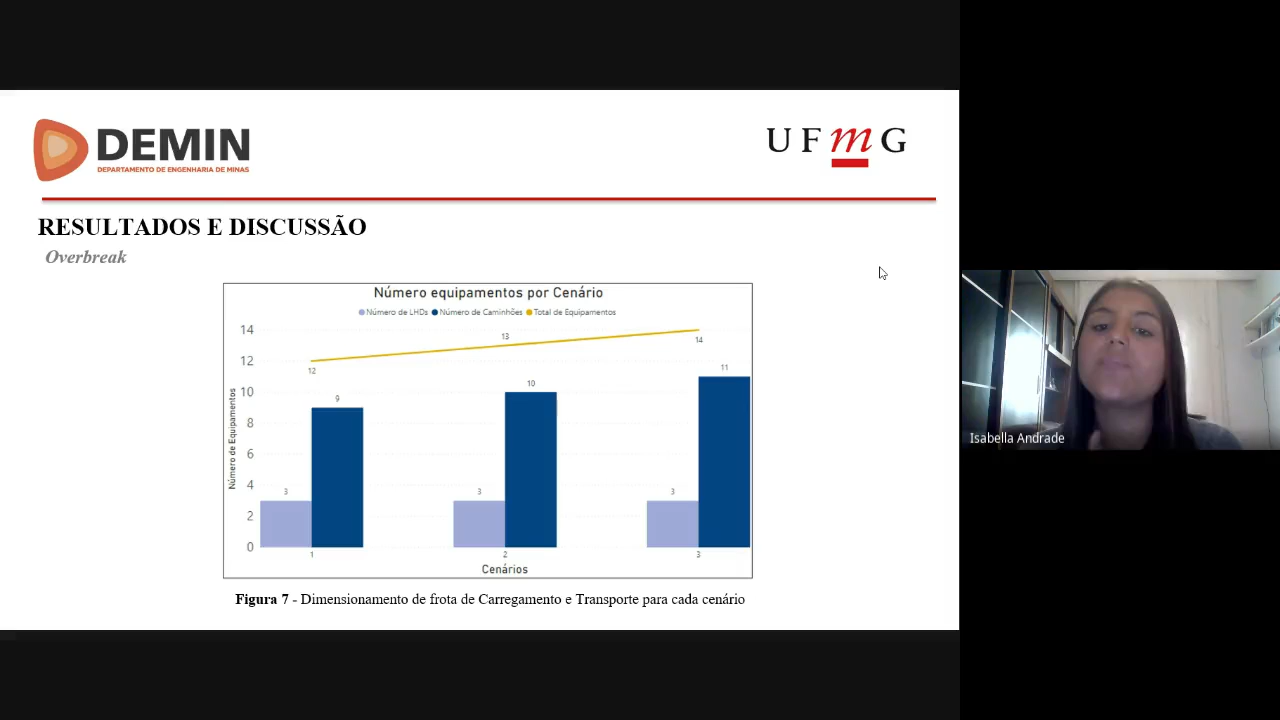 DEMIN
DEPARTAMENTO DE ENGENHARIA DE MINAS
UFmG
RESULTADOS E DISCUSSÃO
Overbreak
Número equipamentos por Cenário
Número de LHDs Número de Caminhões Total de Equipamentos
Número de Equipamentos
14
12
10
8
6
4
2
0
12
13
14
3
9
3
10
3
11
1
2
3
Cenários
Figura 7 - Dimensionamento de frota de Carregamento e Transporte para cada cenário
Isabella Andrade